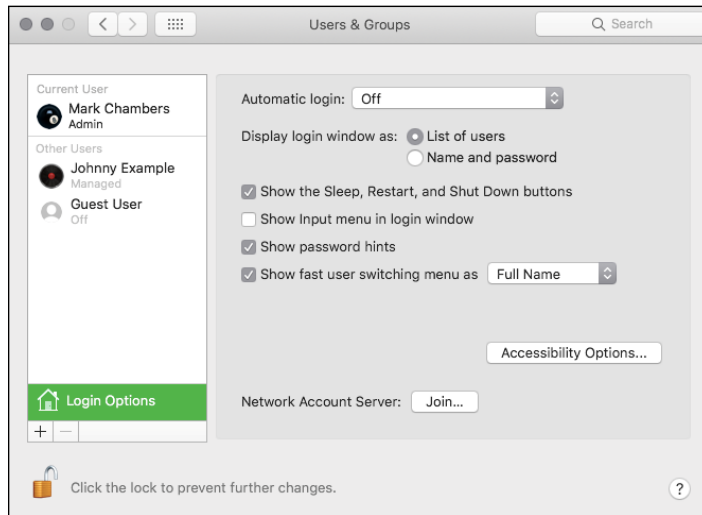 Users & Groups
Search
Current User
Mark Chambers
Admin
Other Users
Johnny Example
Managed
Guest User
Off
Login Options
+ −
Automatic login: Off
Display login window as: List of users
Name and password
Show the Sleep, Restart, and Shut Down buttons
Show Input menu in login window
Show password hints
Show fast user switching menu as Full Name
Accessibility Options...
Network Account Server: Join...
Click the lock to prevent further changes.
?